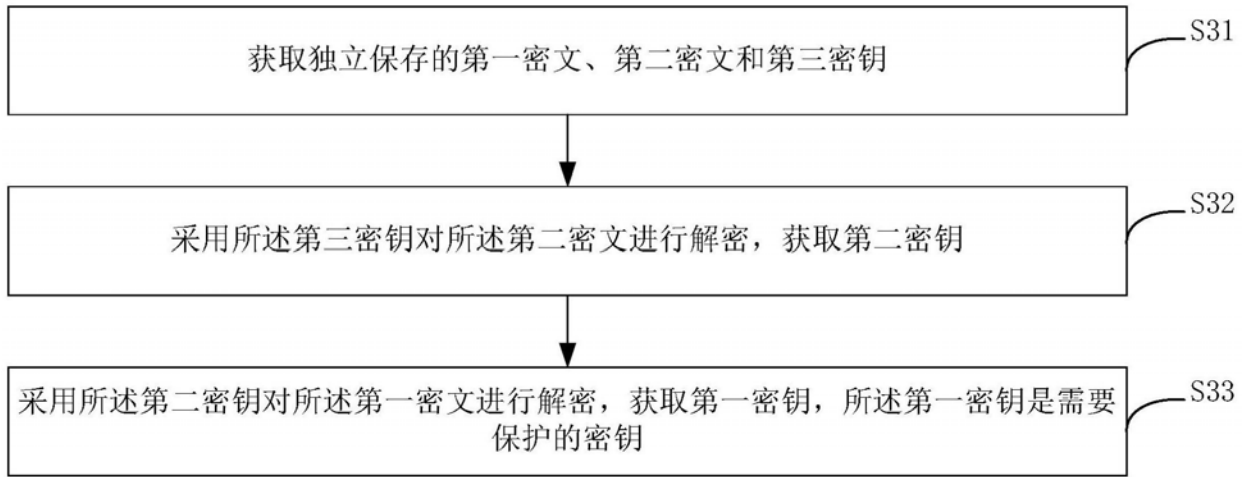 获取独立保存的第一密文、第二密文和第三密钥
S31
采用所述第三密钥对所述第二密文进行解密，获取第二密钥
S32
采用所述第二密钥对所述第一密文进行解密，获取第一密钥，所述第一密钥是需要
保护的密钥
S33